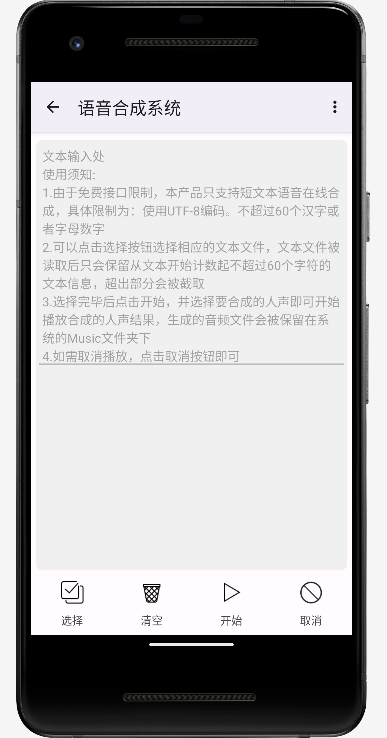 语音合成系统
文本输入处
使用须知:
1.由于免费接口限制，本产品只支持短文本语音在线合
成，具体限制为：使用UTF-8编码。不超过60个汉字或
者字母数字
2.可以点击选择按钮选择相应的文本文件，文本文件被
读取后只会保留从文本开始计数起不超过60个字符的
文本信息，超出部分会被截取
3.选择完毕后点击开始，并选择要合成的人声即可开始
播放合成的人声结果，生成的音频文件会被保留在系
统的Music文件夹下
4.如需取消播放，点击取消按钮即可
选择 清空 开始 取消